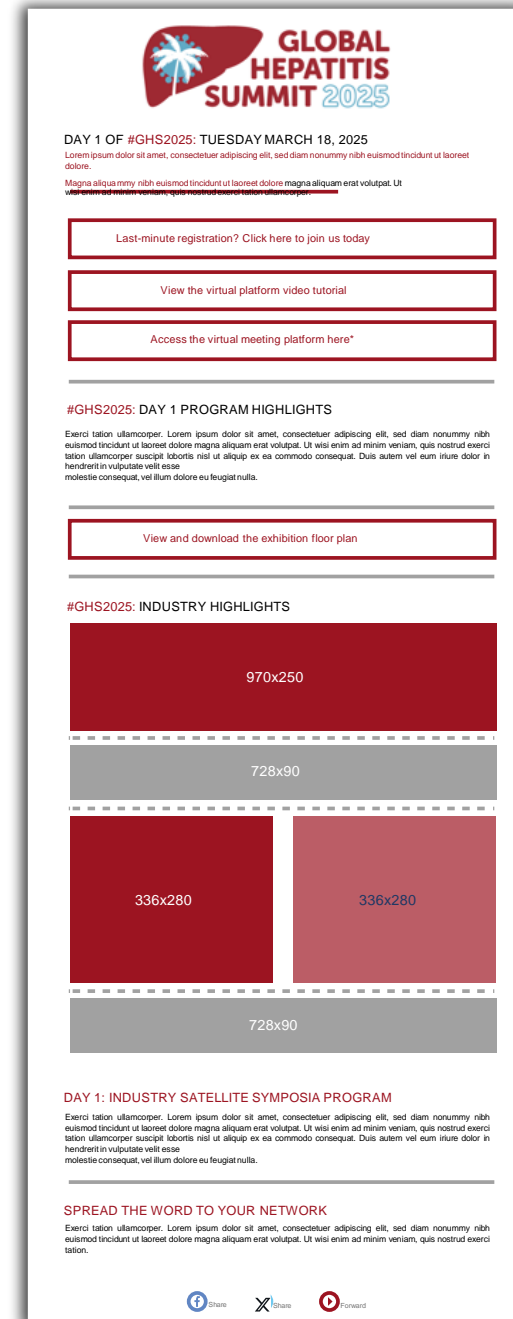 GLOBAL
HEPATITIS
SUMMIT 2025
DAY 1 OF #GHS2025: TUESDAY MARCH 18, 2025
Lorem ipsum dolor sit amet, consectetuer adipiscing elit, sed diam nonummy nibh euismod tincidunt ut laoreet
dolore.
Magna aliqua mmy nibh euismod tincidunt ut laoreet dolore magna aliquam erat volutpat. Ut
wisi enim ad minim veniam, quis nostrud exerci tation ullamcorper.
Last-minute registration? Click here to join us today
View the virtual platform video tutorial
Access the virtual meeting platform here*
#GHS2025: DAY 1 PROGRAM HIGHLIGHTS
Exerci tation ullamcorper. Lorem ipsum dolor sit amet, consectetuer adipiscing elit, sed diam nonummy nibh
euismod tincidunt ut laoreet dolore magna aliquam erat volutpat. Ut wisi enim ad minim veniam, quis nostrud exerci
tation ullamcorper suscipit lobortis nisl ut aliquip ex ea commodo consequat. Duis autem vel eum iriure dolor in
hendrerit in vulputate velit esse
molestie consequat, vel illum dolore eu feugiat nulla.
View and download the exhibition floor plan
#GHS2025: INDUSTRY HIGHLIGHTS
970x250
728x90
336x280
336x280
728x90
DAY 1: INDUSTRY SATELLITE SYMPOSIA PROGRAM
Exerci tation ullamcorper. Lorem ipsum dolor sit amet, consectetuer adipiscing elit, sed diam nonummy nibh
euismod tincidunt ut laoreet dolore magna aliquam erat volutpat. Ut wisi enim ad minim veniam, quis nostrud exerci
tation ullamcorper suscipit lobortis nisl ut aliquip ex ea commodo consequat. Duis autem vel eum iriure dolor in
hendrerit in vulputate velit esse
molestie consequat, vel illum dolore eu feugiat nulla.
SPREAD THE WORD TO YOUR NETWORK
Exerci tation ullamcorper. Lorem ipsum dolor sit amet, consectetuer adipiscing elit, sed diam nonummy nibh
euismod tincidunt ut laoreet dolore magna aliquam erat volutpat. Ut wisi enim ad minim veniam, quis nostrud exerci
tation.
Share
Share
Forward